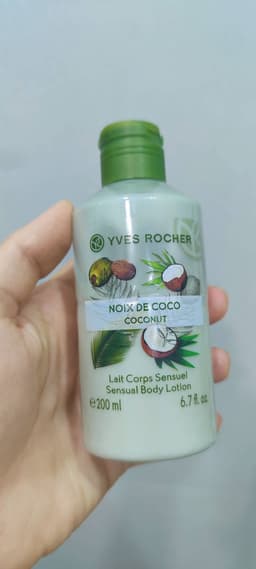 YVES ROCHER
NOIX DE COCO
COCONUT
Lait Corps Sensuel
Sensual Body Lotion
℮200 ml 6.7 fl. oz